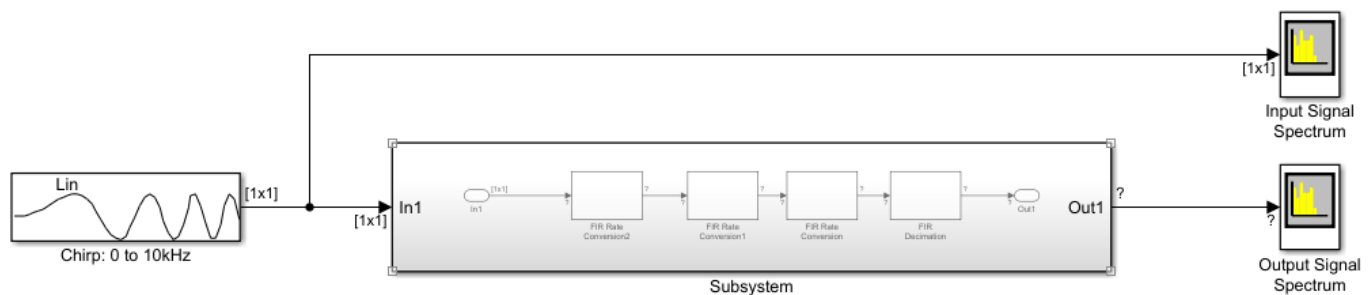 [1x1]
Input Signal
Spectrum
Lin
[1x1]
[1x1]
Chirp: 0 to 10kHz
In1
In1
[1x1]
?
FIR Rate
Conversion2
?
?
FIR Rate
Conversion1
?
?
FIR Rate
Conversion
?
?
FIR
Decimation
?
?
Out1
Out1
?
Subsystem
?
Output Signal
Spectrum